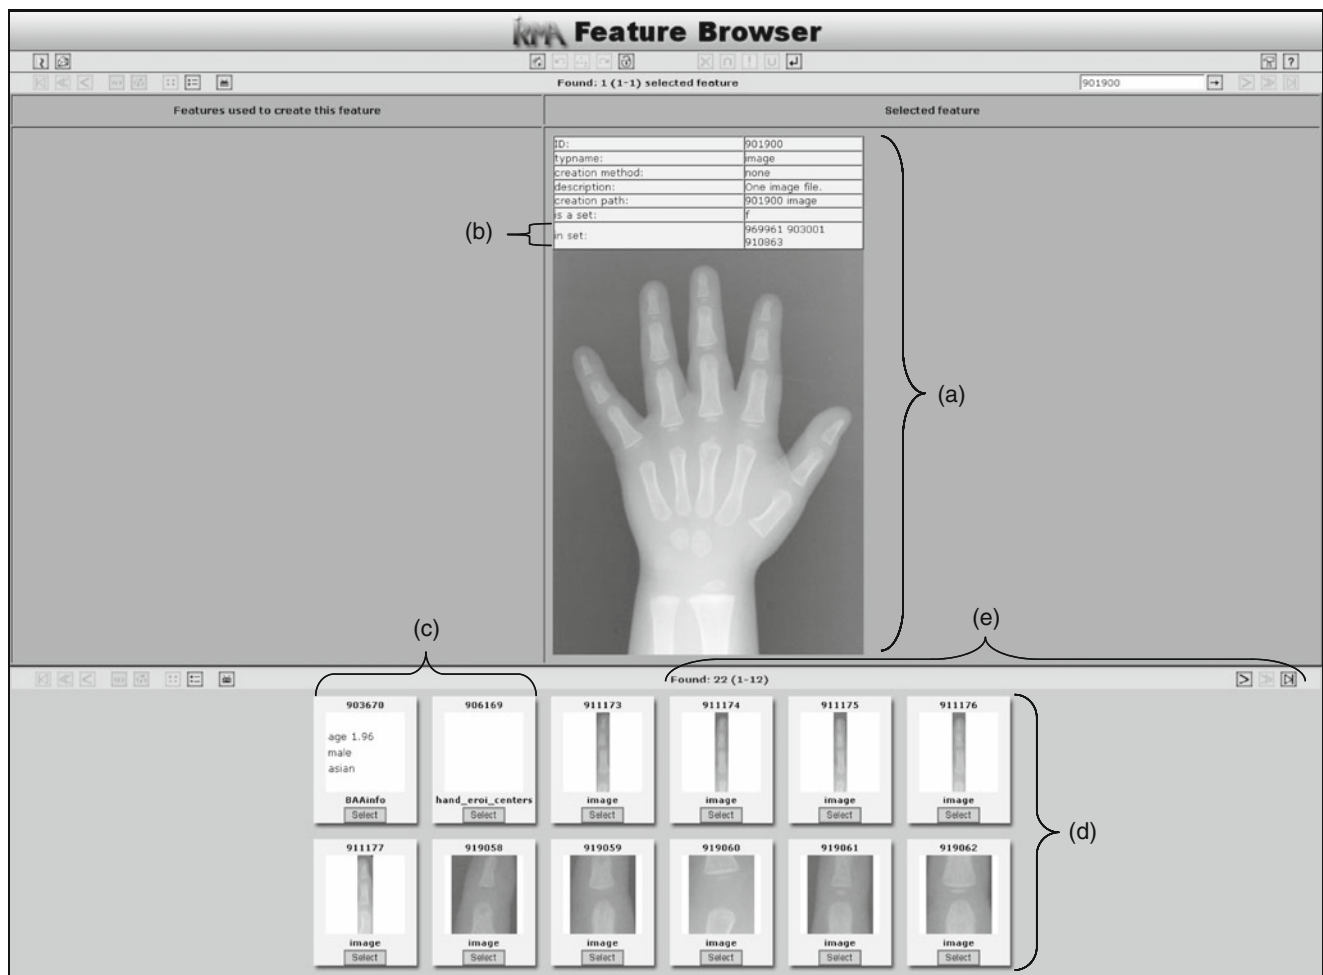 IRMA Feature Browser
Found: 1 (1-1) selected feature
901900
Features used to create this feature
Selected feature
ID: 901900
typname: image
creation method: none
description: One image file.
creation path: 901900 image
is a set: f
in set: 969961 903001
910863
(b)
(a)
(e)
(c)
Found: 22 (1-12)
903670 906169 911173 911174 911175 911176
age 1.96
male
asian
BAAinfo hand_eroi_centers image image image image
Select Select Select Select Select Select
(d)
911177 919058 919059 919060 919061 919062
image image image image image image
Select Select Select Select Select Select